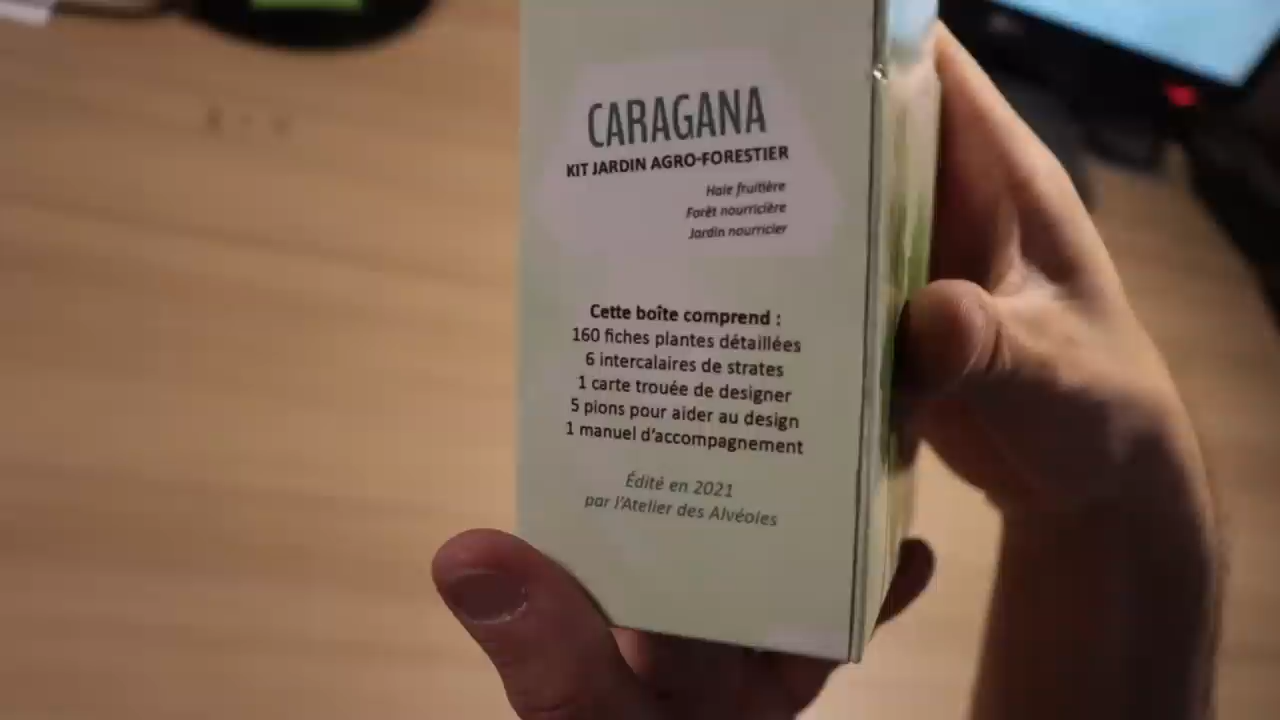 CARAGANA
KIT JARDIN AGRO-FORESTIER
Haie fruitière
Forêt nourricière
Jardin nourricier
Cette boîte comprend :
160 fiches plantes détaillées
6 intercalaires de strates
1 carte trouée de designer
5 pions pour aider au design
1 manuel d'accompagnement
Édité en 2021
par l'Atelier des Alvéoles